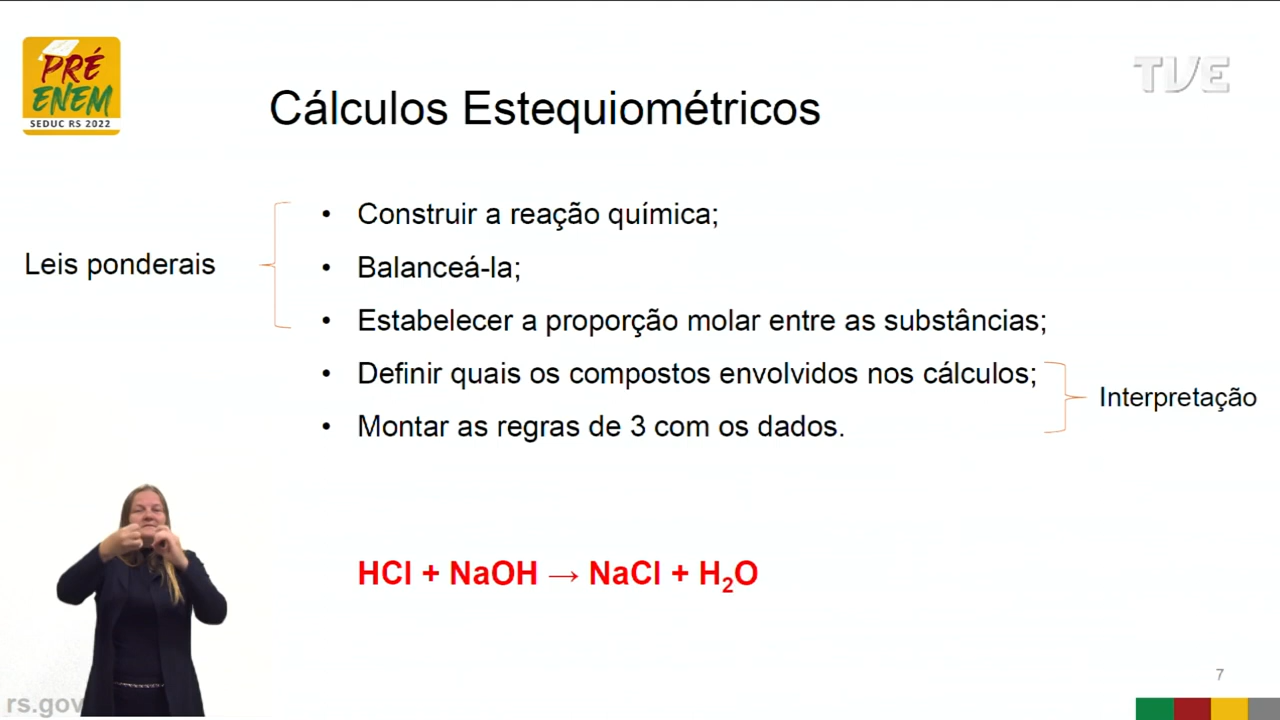 PRÉ
ENEM
SEDUC RS 2022
TVE
Cálculos Estequiométricos
Leis ponderais
• Construir a reação química;
• Balanceá-la;
• Estabelecer a proporção molar entre as substâncias;
• Definir quais os compostos envolvidos nos cálculos;
• Montar as regras de 3 com os dados.
Interpretação
HCl + NaOH → NaCl + H₂O
rs.gov
7